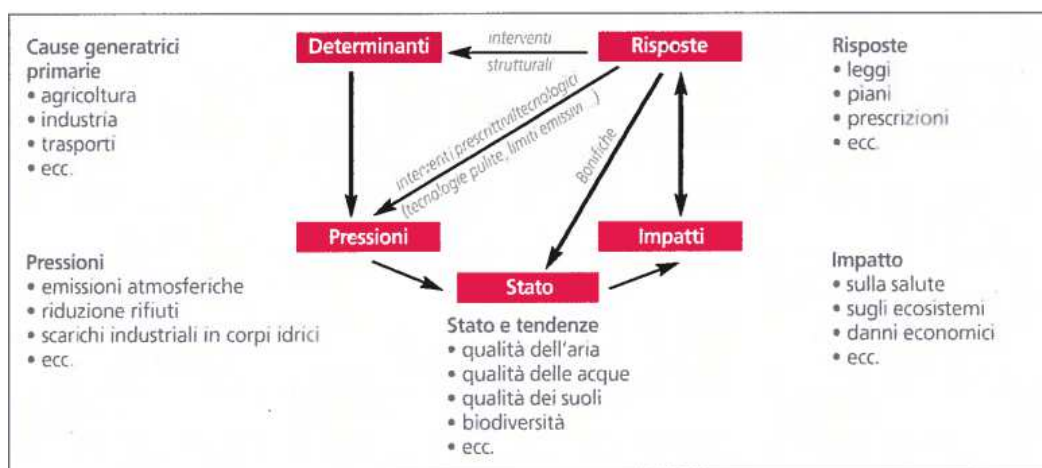 Cause generatrici
primarie
• agricoltura
• industria
• trasporti
• ecc.
Determinanti
interventi
strutturali
Risposte
Risposte
• leggi
• piani
• prescrizioni
• ecc.
interventi prescrittivi/tecnologici
(tecnologie pulite, limiti emissivi...)
Bonifiche
Pressioni
Impatti
Stato
Pressioni
• emissioni atmosferiche
• riduzione rifiuti
• scarichi industriali in corpi idrici
• ecc.
Stato e tendenze
• qualità dell'aria
• qualità delle acque
• qualità dei suoli
• biodiversità
• ecc.
Impatto
• sulla salute
• sugli ecosistemi
• danni economici
• ecc.